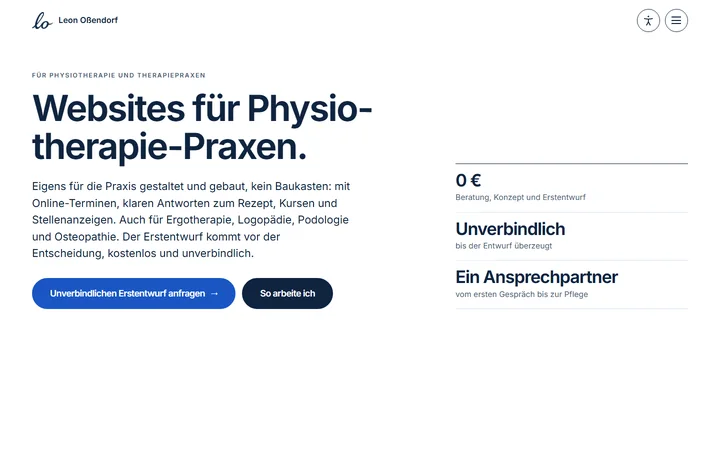 lo Leon Oßendorf
FÜR PHYSIOTHERAPIE UND THERAPIEPRAXEN
Websites für Physio-
therapie-Praxen.
Eigens für die Praxis gestaltet und gebaut, kein Baukasten: mit
Online-Terminen, klaren Antworten zum Rezept, Kursen und
Stellenanzeigen. Auch für Ergotherapie, Logopädie, Podologie
und Osteopathie. Der Erstentwurf kommt vor der
Entscheidung, kostenlos und unverbindlich.
Unverbindlichen Erstentwurf anfragen →
So arbeite ich
0 €
Beratung, Konzept und Erstentwurf
Unverbindlich
bis der Entwurf überzeugt
Ein Ansprechpartner
vom ersten Gespräch bis zur Pflege